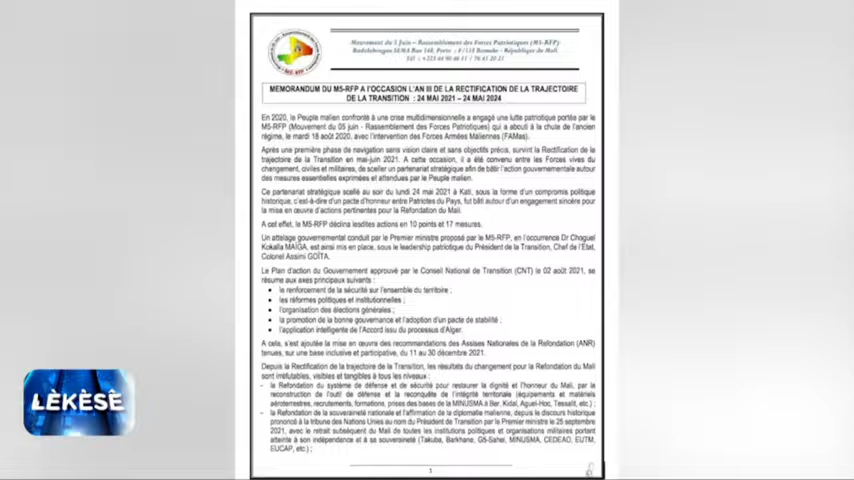 Mouvement du 5 Juin – Rassemblement des Forces Patriotiques (M5-RFP)
Badalabougou SEMA Rue 148, Porte : F/111 Bamako - République du Mali
MEMORANDUM DU M5-RFP A l'OCCASION L'AN III DE LA RECTIFICATION DE LA TRAJECTOIRE
DE LA TRANSITION : 24 MAI 2021 – 24 MAI 2024
En 2020, le Peuple malien confronté à une crise multidimensionnelle a engagé une lutte patriotique portée par le
M5-RFP (Mouvement du 05 juin - Rassemblement des Forces Patriotiques) qui a abouti à la chute de l'ancien
régime, le mardi 18 août 2020, avec l'intervention des Forces Armées Maliennes (FAMas).
Après une première phase de navigation sans vision claire et sans objectifs précis, survint la Rectification de la
trajectoire de la Transition en mai-juin 2021. A cette occasion, il a été convenu entre les Forces vives du
changement, civiles et militaires, de sceller un partenariat stratégique afin de bâtir l'action gouvernementale autour
des mesures essentielles exprimées et attendues par le Peuple malien.
Ce partenariat stratégique scellé au soir du lundi 24 mai 2021 à Kati, sous la forme d'un compromis politique
historique, c'est-à-dire d'un pacte d'honneur entre Patriotes du Pays, fut bâti autour d'un engagement sincère pour
la mise en œuvre d'actions pertinentes pour la Refondation du Mali.
A cet effet, le M5-RFP déclina lesdites actions en 10 points et 17 mesures.
Un attelage gouvernemental conduit par le Premier ministre proposé par le M5-RFP, en l'occurrence Dr Choguel
Kokalla MAÏGA, est ainsi mis en place, sous le leadership patriotique du Président de la Transition, Chef de l'Etat,
Colonel Assimi GOÏTA.
Le Plan d'action du Gouvernement approuvé par le Conseil National de Transition (CNT) le 02 août 2021, se
résume aux axes principaux suivants :
• le renforcement de la sécurité sur l'ensemble du territoire ;
• les réformes politiques et institutionnelles ;
• l'organisation des élections générales ;
• la promotion de la bonne gouvernance et l'adoption d'un pacte de stabilité ;
• l'application intelligente de l'Accord issu du processus d'Alger.
A cela, s'est ajoutée la mise en œuvre des recommandations des Assises Nationales de la Refondation (ANR)
tenues, sur une base inclusive et participative, du 11 au 30 décembre 2021.
Depuis la Rectification de la trajectoire de la Transition, les résultats du changement pour la Refondation du Mali
sont irréfutables, visibles et tangibles à tous les niveaux :
- la Refondation du système de défense et de sécurité pour restaurer la dignité et l'honneur du Mali, par la
reconstruction de l'outil de défense et la reconquête de l'intégrité territoriale (équipements et matériels
aéroterrestres, recrutements, formations, prises des bases de la MINUSMA à Ber, Kidal, Aguel-Hoc, Tessalit, etc.) ;
- la Refondation de la souveraineté nationale et l'affirmation de la diplomatie malienne, depuis le discours historique
prononcé à la tribune des Nations Unies au nom du Président de Transition par le Premier ministre le 25 septembre
2021, avec le retrait subséquent du Mali de toutes les institutions politiques et organisations militaires portant
atteinte à son indépendance et à sa souveraineté (Takuba, Barkhane, G5-Sahel, MINUSMA, CEDEAO, EUTM,
EUCAP, etc.) ;
1
LÈKÈSÊ